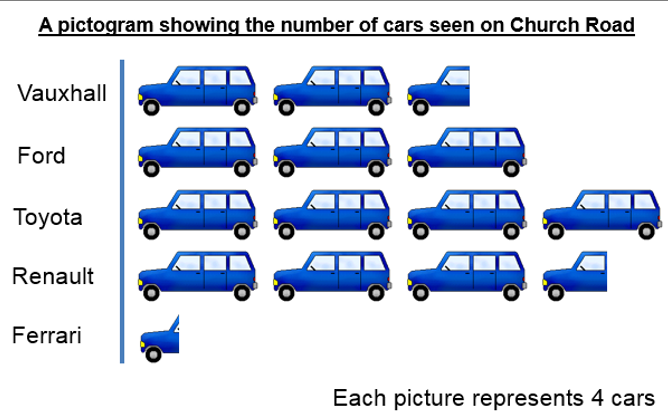 A pictogram showing the number of cars seen on Church Road
Vauxhall
Ford
Toyota
Renault
Ferrari
Each picture represents 4 cars